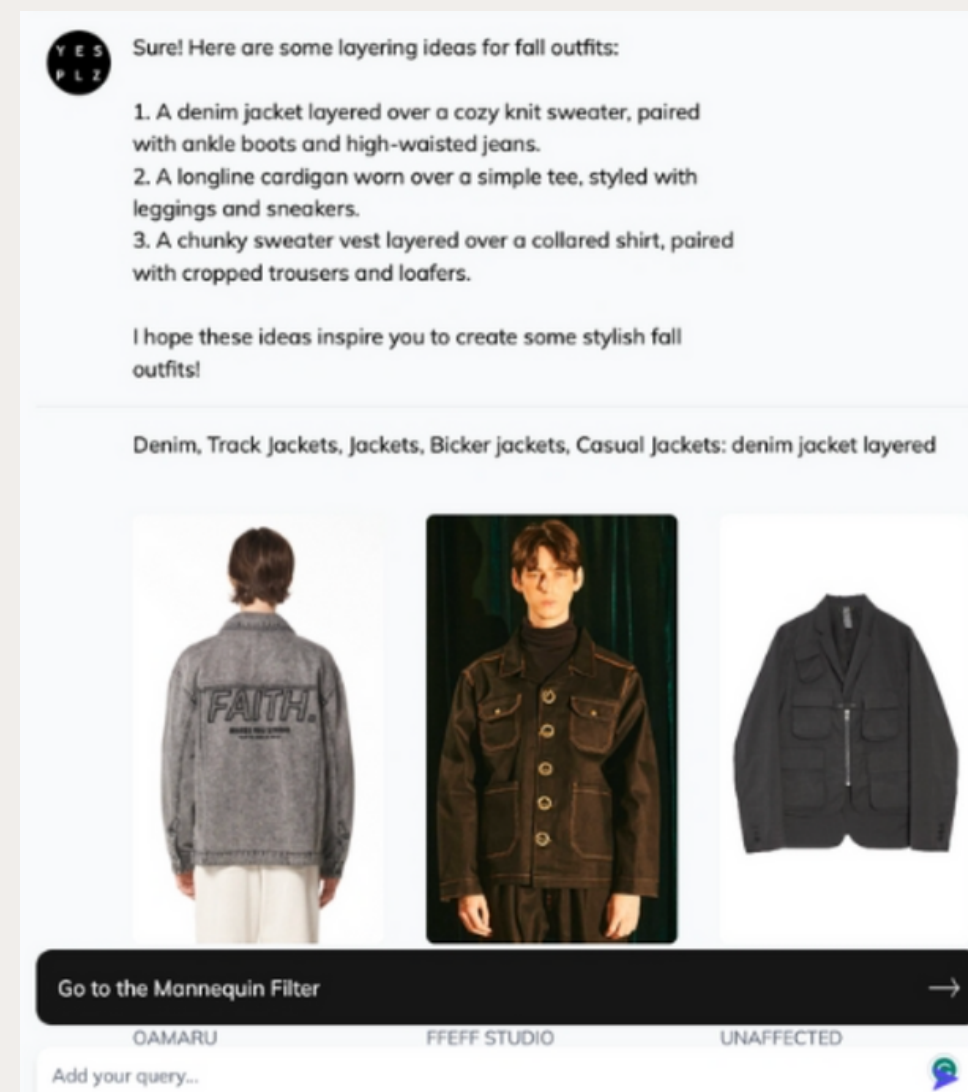 YES
PLZ
Sure! Here are some layering ideas for fall outfits:
1. A denim jacket layered over a cozy knit sweater, paired
with ankle boots and high-waisted jeans.
2. A longline cardigan worn over a simple tee, styled with
leggings and sneakers.
3. A chunky sweater vest layered over a collared shirt, paired
with cropped trousers and loafers.
I hope these ideas inspire you to create some stylish fall
outfits!
Denim, Track Jackets, Jackets, Bicker jackets, Casual Jackets: denim jacket layered
FAITH.
Go to the Mannequin Filter
OAMARU
FFEFF STUDIO
UNAFFECTED
Add your query...